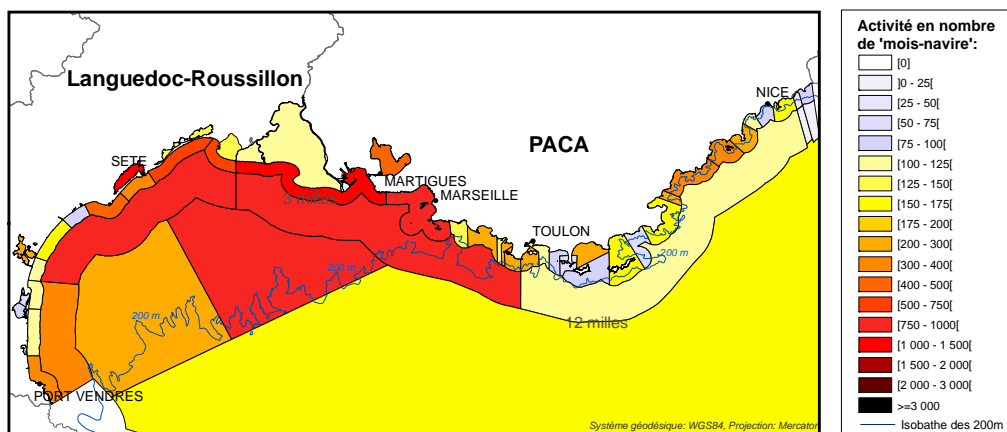 Languedoc-Roussillon
PACA
NICE
SETE
MARTIGUES
MARSEILLE
3 milles
TOULON
200 m
200 m
200 m
12 milles
PORT VENDRES
Système géodésique: WGS84, Projection: Mercator
Activité en nombre
de 'mois-navire':
[0]
]0 - 25[
[25 - 50[
[50 - 75[
[75 - 100[
[100 - 125[
[125 - 150[
[150 - 175[
[175 - 200[
[200 - 300[
[300 - 400[
[400 - 500[
[500 - 750[
[750 - 1000[
[1 000 - 1 500[
[1 500 - 2 000[
[2 000 - 3 000[
>=3 000
Isobathe des 200m